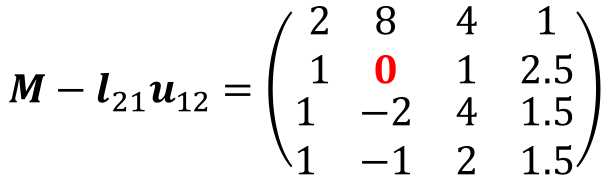 2 8 4 1
M − l21u12 = ( 1 0 1 2.5 )
1 −2 4 1.5
1 −1 2 1.5